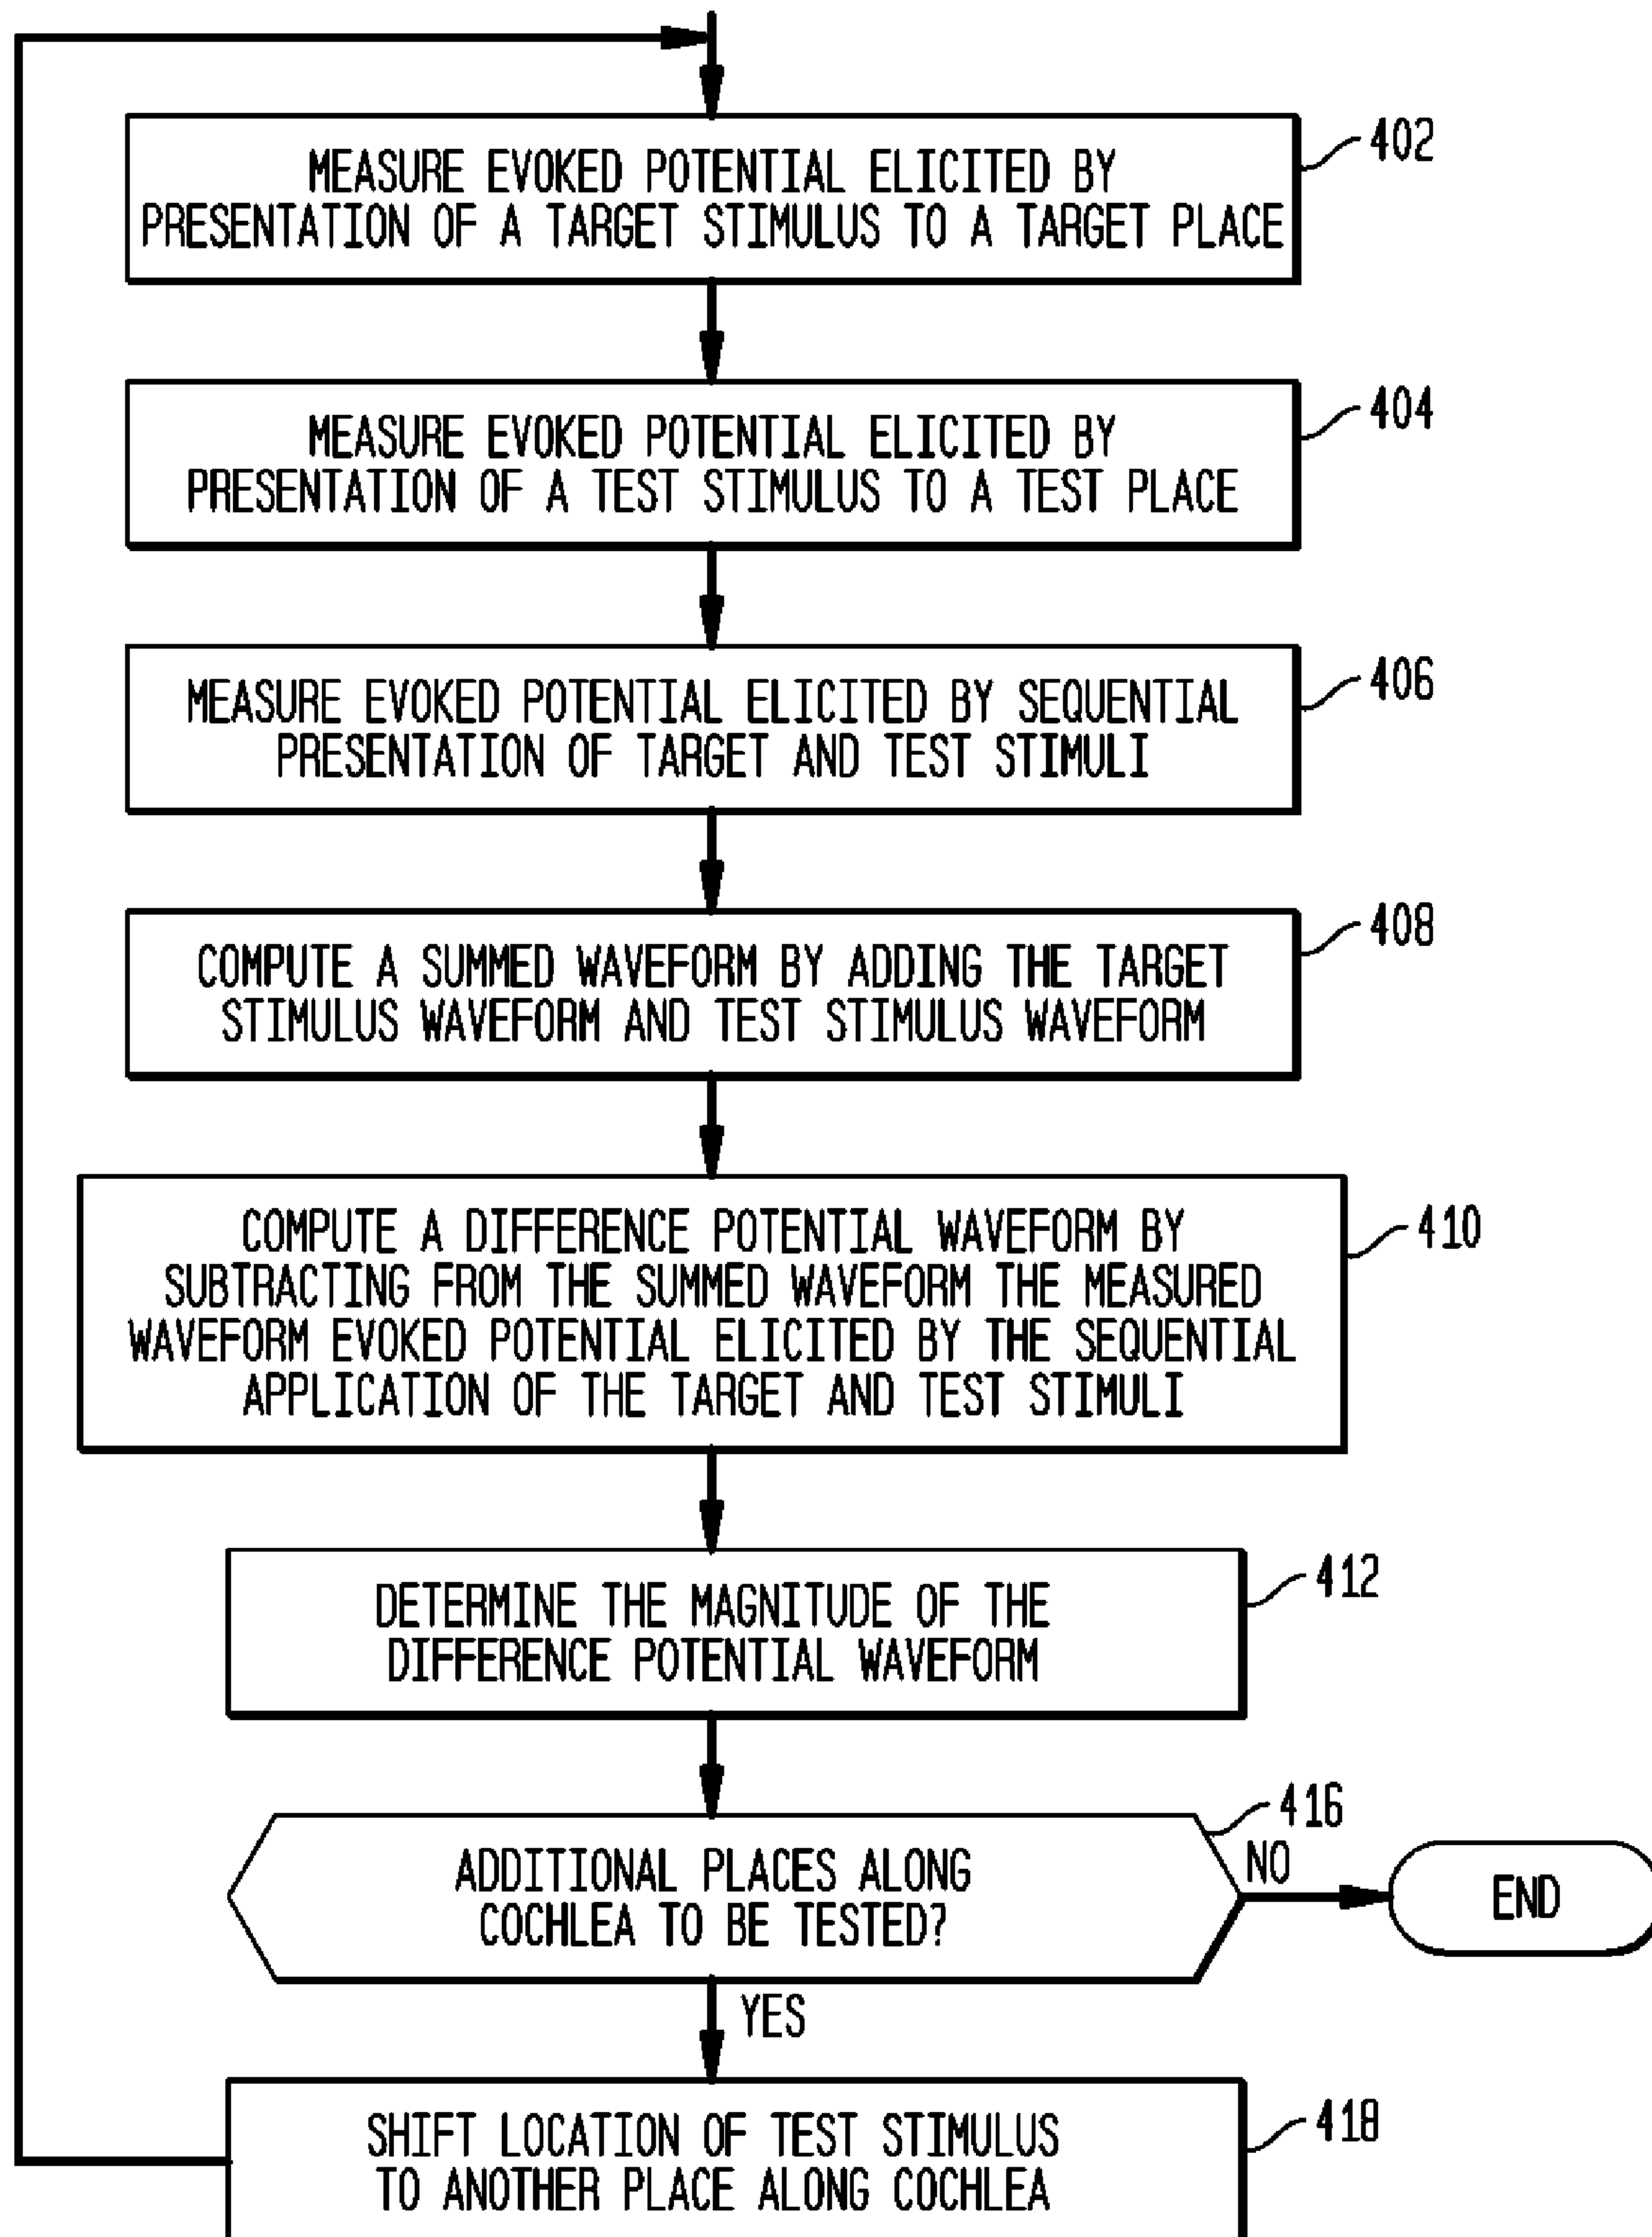 MEASURE EVOKED POTENTIAL ELICITED BY
PRESENTATION OF A TARGET STIMULUS TO A TARGET PLACE
402
MEASURE EVOKED POTENTIAL ELICITED BY
PRESENTATION OF A TEST STIMULUS TO A TEST PLACE
404
MEASURE EVOKED POTENTIAL ELICITED BY SEQUENTIAL
PRESENTATION OF TARGET AND TEST STIMULI
406
COMPUTE A SUMMED WAVEFORM BY ADDING THE TARGET
STIMULUS WAVEFORM AND TEST STIMULUS WAVEFORM
408
COMPUTE A DIFFERENCE POTENTIAL WAVEFORM BY
SUBTRACTING FROM THE SUMMED WAVEFORM THE MEASURED
WAVEFORM EVOKED POTENTIAL ELICITED BY THE SEQUENTIAL
APPLICATION OF THE TARGET AND TEST STIMULI
410
DETERMINE THE MAGNITUDE OF THE
DIFFERENCE POTENTIAL WAVEFORM
412
ADDITIONAL PLACES ALONG
COCHLEA TO BE TESTED?
416
NO
END
YES
SHIFT LOCATION OF TEST STIMULUS
TO ANOTHER PLACE ALONG COCHLEA
418